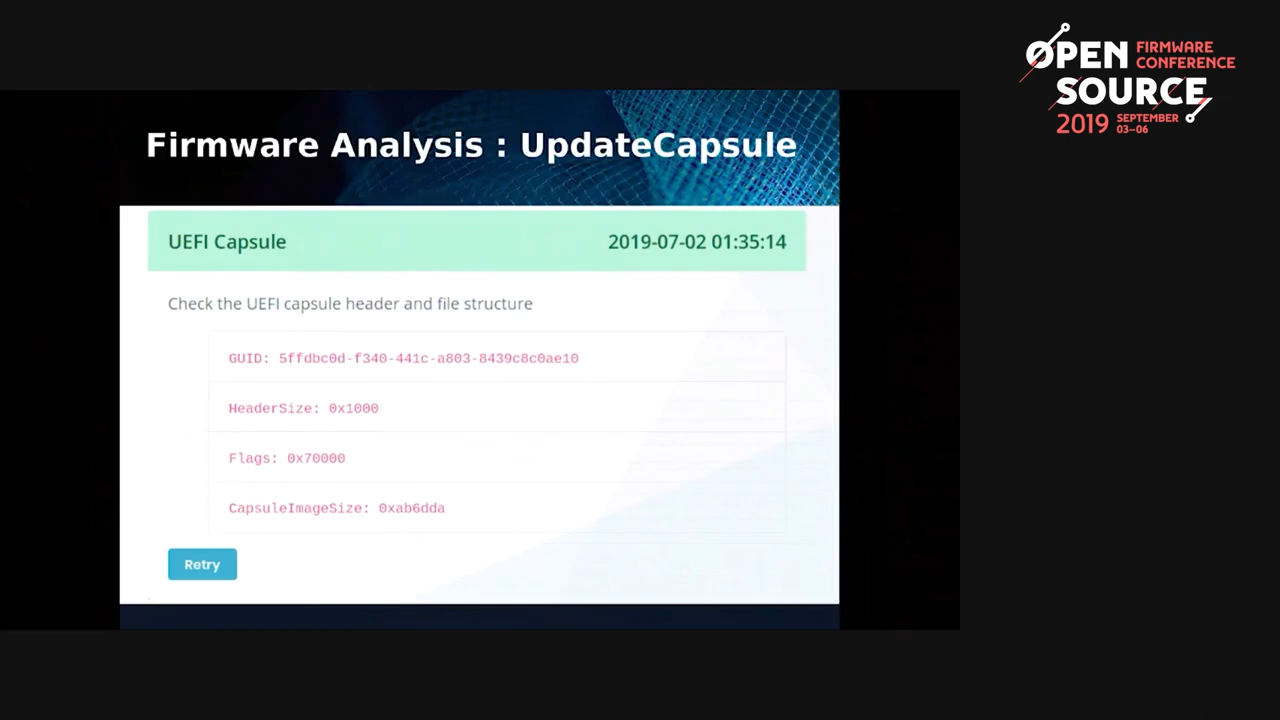 OPEN FIRMWARE
CONFERENCE
SOURCE
2019 SEPTEMBER
03–06
Firmware Analysis : UpdateCapsule
UEFI Capsule 2019-07-02 01:35:14
Check the UEFI capsule header and file structure
GUID: 5ffdbc0d-f340-441c-a803-8439c8c0ae10
HeaderSize: 0x1000
Flags: 0x70000
CapsuleImageSize: 0xab6dda
Retry